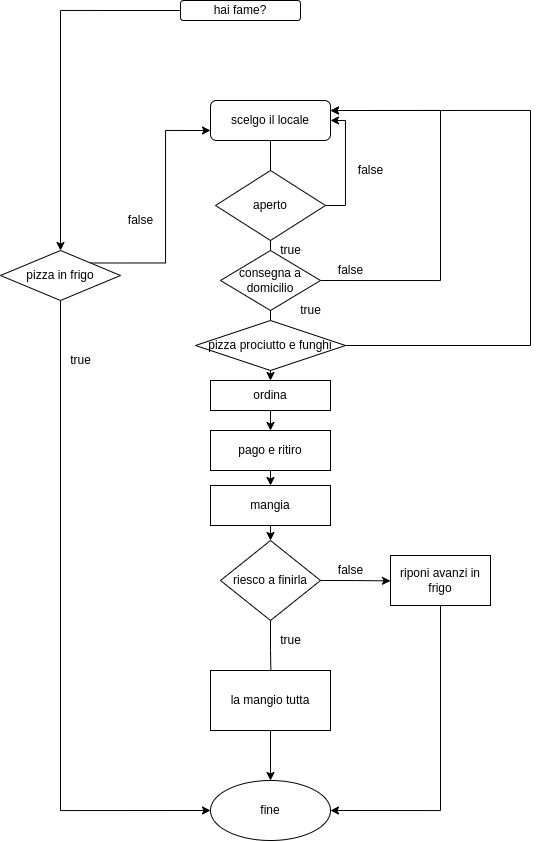 hai fame?
scelgo il locale
false
aperto
false
true
pizza in frigo
consegna a
domicilio
false
true
pizza prociutto e funghi
true
ordina
pago e ritiro
mangia
riesco a finirla
false
riponi avanzi in
frigo
true
la mangio tutta
fine